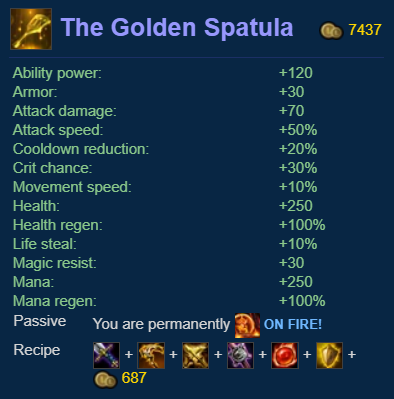 The Golden Spatula 7437
Ability power: +120
Armor: +30
Attack damage: +70
Attack speed: +50%
Cooldown reduction: +20%
Crit chance: +30%
Movement speed: +10%
Health: +250
Health regen: +100%
Life steal: +10%
Magic resist: +30
Mana: +250
Mana regen: +100%
Passive You are permanently ON FIRE!
Recipe + + + + + +
687